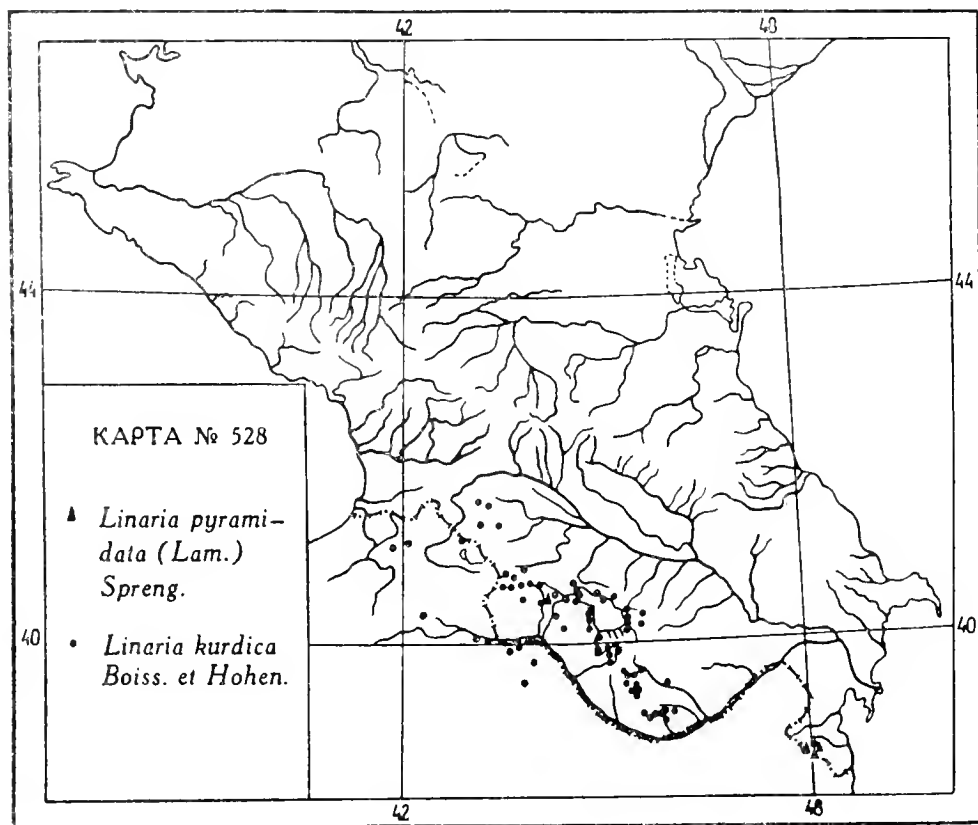 42
48
44
44
КАРТА № 528
Linaria pyrami-
data (Lam.)
Spreng.
Linaria kurdica
Boiss. et Hohen.
40
40
42
48